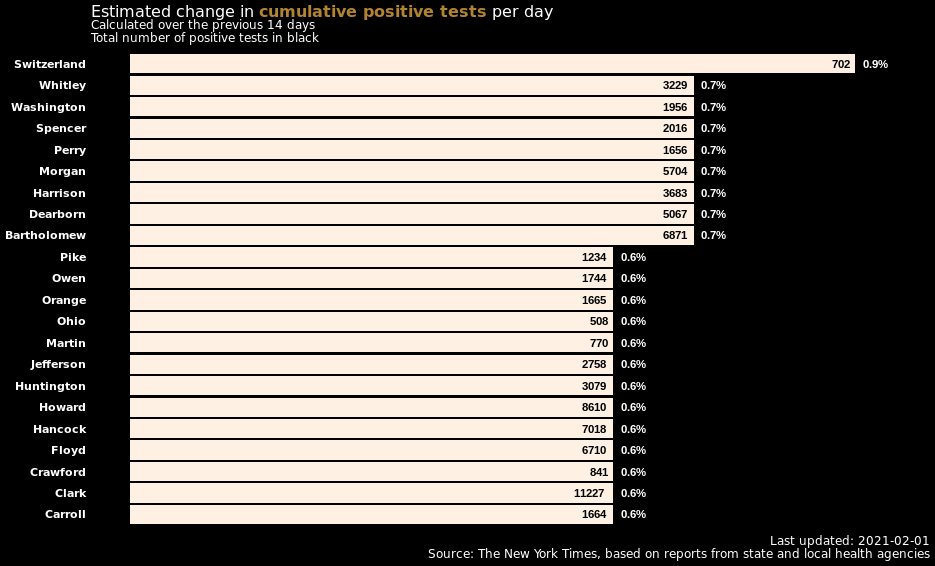 Estimated change in cumulative positive tests per day
Calculated over the previous 14 days
Total number of positive tests in black
Switzerland 702 0.9%
Whitley 3229 0.7%
Washington 1956 0.7%
Spencer 2016 0.7%
Perry 1656 0.7%
Morgan 5704 0.7%
Harrison 3683 0.7%
Dearborn 5067 0.7%
Bartholomew 6871 0.7%
Pike 1234 0.6%
Owen 1744 0.6%
Orange 1665 0.6%
Ohio 508 0.6%
Martin 770 0.6%
Jefferson 2758 0.6%
Huntington 3079 0.6%
Howard 8610 0.6%
Hancock 7018 0.6%
Floyd 6710 0.6%
Crawford 841 0.6%
Clark 11227 0.6%
Carroll 1664 0.6%
Last updated: 2021-02-01
Source: The New York Times, based on reports from state and local health agencies